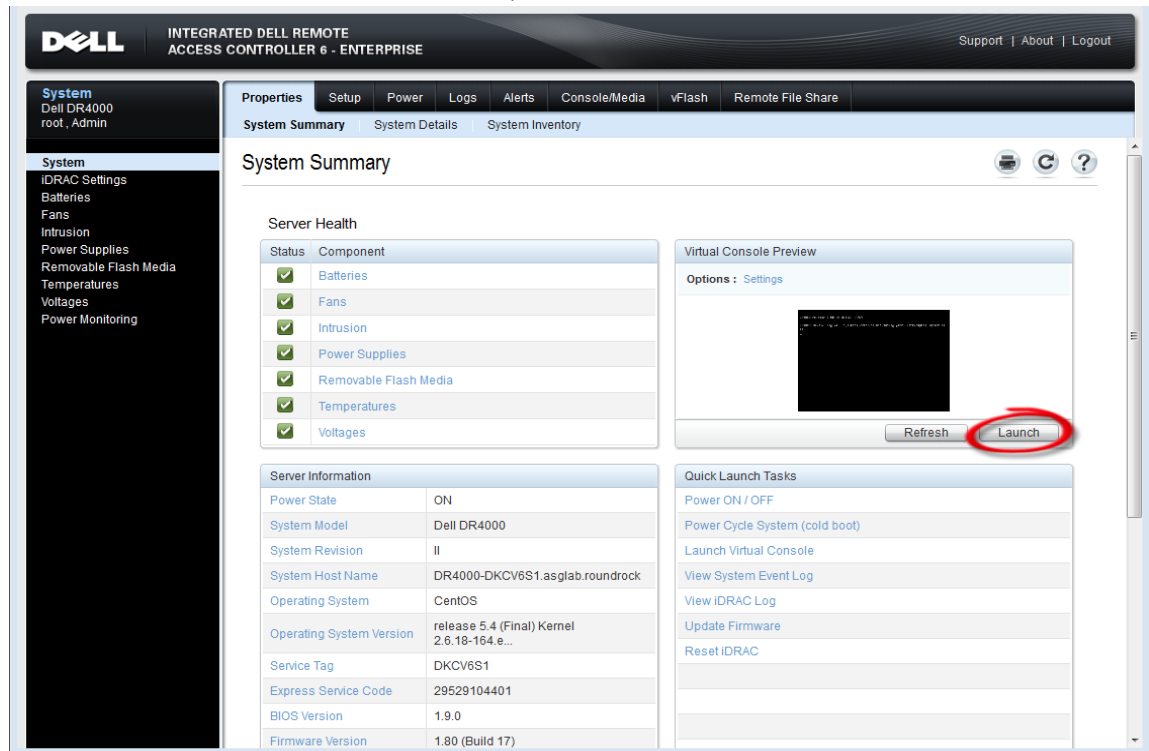 DELL
INTEGRATED DELL REMOTE
ACCESS CONTROLLER 6 - ENTERPRISE
Support | About | Logout
System
Dell DR4000
root , Admin
Properties Setup Power Logs Alerts Console/Media vFlash Remote File Share
System Summary System Details System Inventory
System
iDRAC Settings
Batteries
Fans
Intrusion
Power Supplies
Removable Flash Media
Temperatures
Voltages
Power Monitoring
System Summary
Server Health
Status Component
Batteries
Fans
Intrusion
Power Supplies
Removable Flash Media
Temperatures
Voltages
Virtual Console Preview
Options : Settings
Refresh Launch
Server Information
Power State ON
System Model Dell DR4000
System Revision II
System Host Name DR4000-DKCV6S1.asglab.roundrock
Operating System CentOS
Operating System Version release 5.4 (Final) Kernel
2.6.18-164.e...
Service Tag DKCV6S1
Express Service Code 29529104401
BIOS Version 1.9.0
Firmware Version 1.80 (Build 17)
Quick Launch Tasks
Power ON / OFF
Power Cycle System (cold boot)
Launch Virtual Console
View System Event Log
View iDRAC Log
Update Firmware
Reset iDRAC